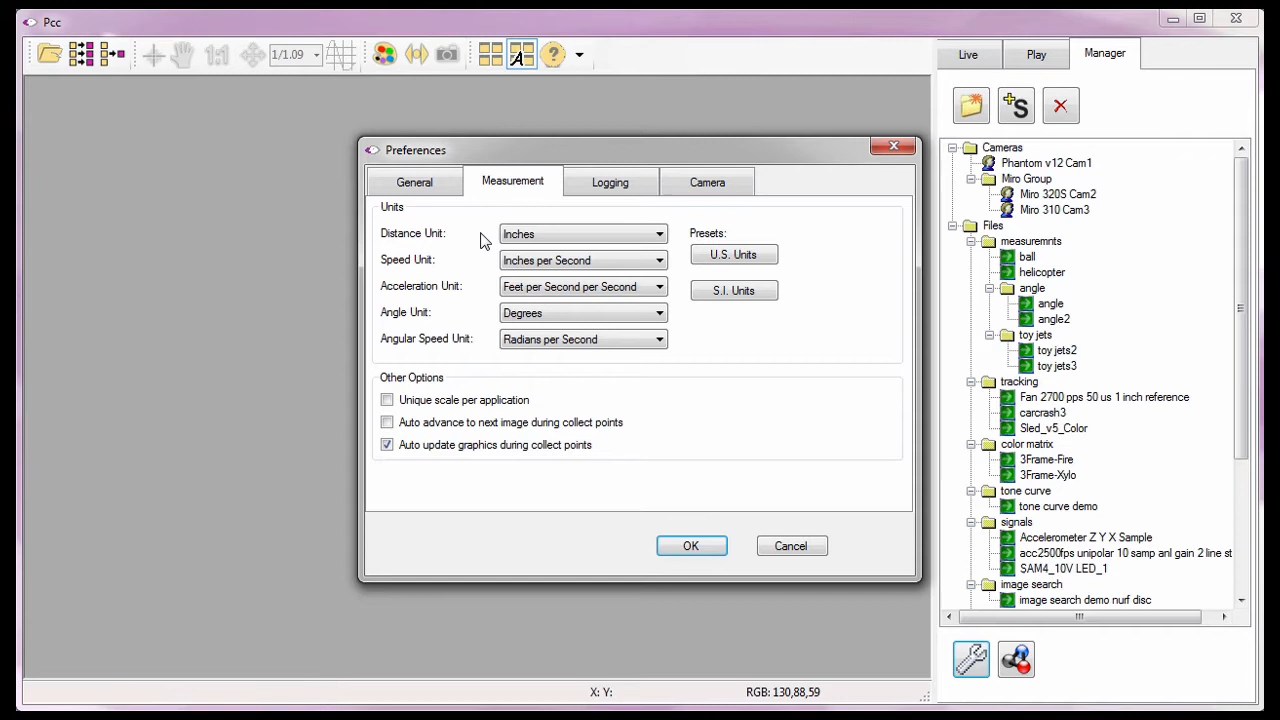 Pcc
1:1
1/1.09
A
?
Live
Play
Manager
+S
Preferences
General
Measurement
Logging
Camera
Units
Distance Unit:
Inches
Speed Unit:
Inches per Second
Acceleration Unit:
Feet per Second per Second
Angle Unit:
Degrees
Angular Speed Unit:
Radians per Second
Presets:
U.S. Units
S.I. Units
Other Options
Unique scale per application
Auto advance to next image during collect points
Auto update graphics during collect points
OK
Cancel
Cameras
Phantom v12 Cam1
Miro Group
Miro 320S Cam2
Miro 310 Cam3
Files
measuremnts
ball
helicopter
angle
angle
angle2
toy jets
toy jets2
toy jets3
tracking
Fan 2700 pps 50 us 1 inch reference
carcrash3
Sled_v5_Color
color matrix
3Frame-Fire
3Frame-Xylo
tone curve
tone curve demo
signals
Accelerometer Z Y X Sample
acc2500fps unipolar 10 samp anl gain 2 line st
SAM4_10V LED_1
image search
image search demo nurf disc
X: Y:
RGB: 130,88,59